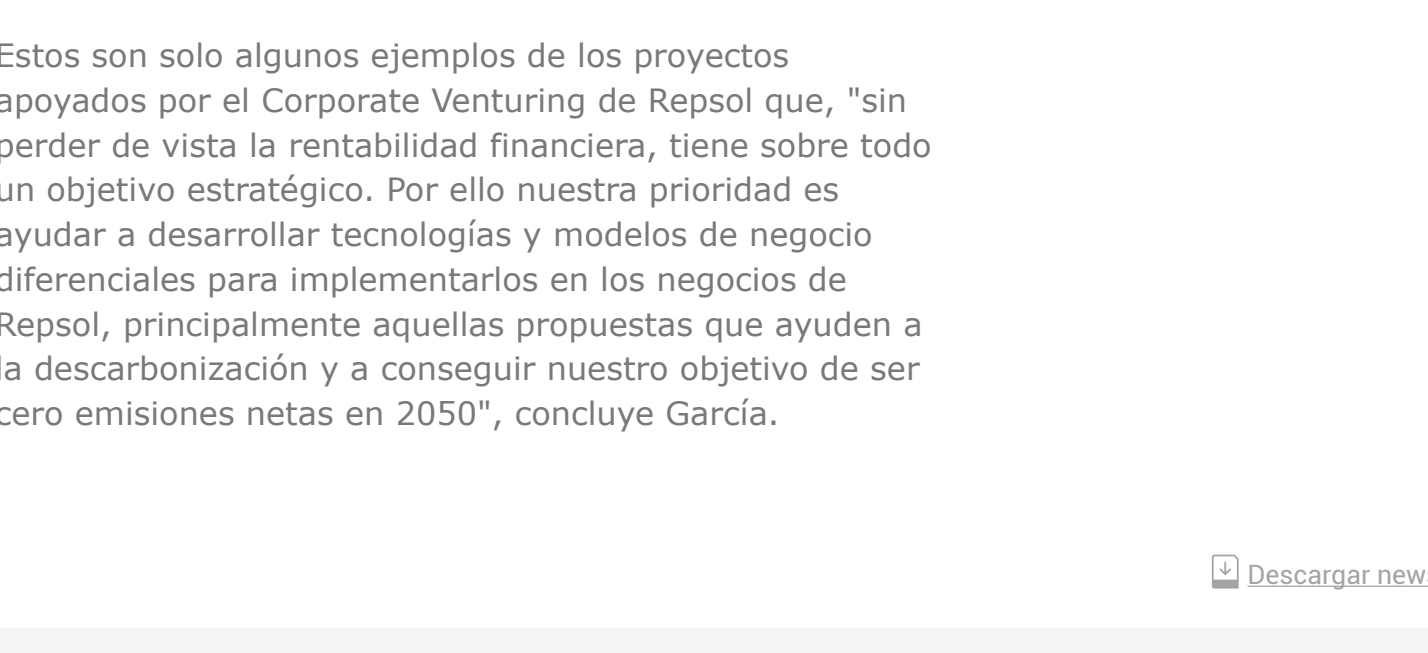 Estos son solo algunos ejemplos de los proyectos
apoyados por el Corporate Venturing de Repsol que, "sin
perder de vista la rentabilidad financiera, tiene sobre todo
un objetivo estratégico. Por ello nuestra prioridad es
ayudar a desarrollar tecnologías y modelos de negocio
diferenciales para implementarlos en los negocios de
Repsol, principalmente aquellas propuestas que ayuden a
la descarbonización y a conseguir nuestro objetivo de ser
cero emisiones netas en 2050", concluye García.
Descargar news